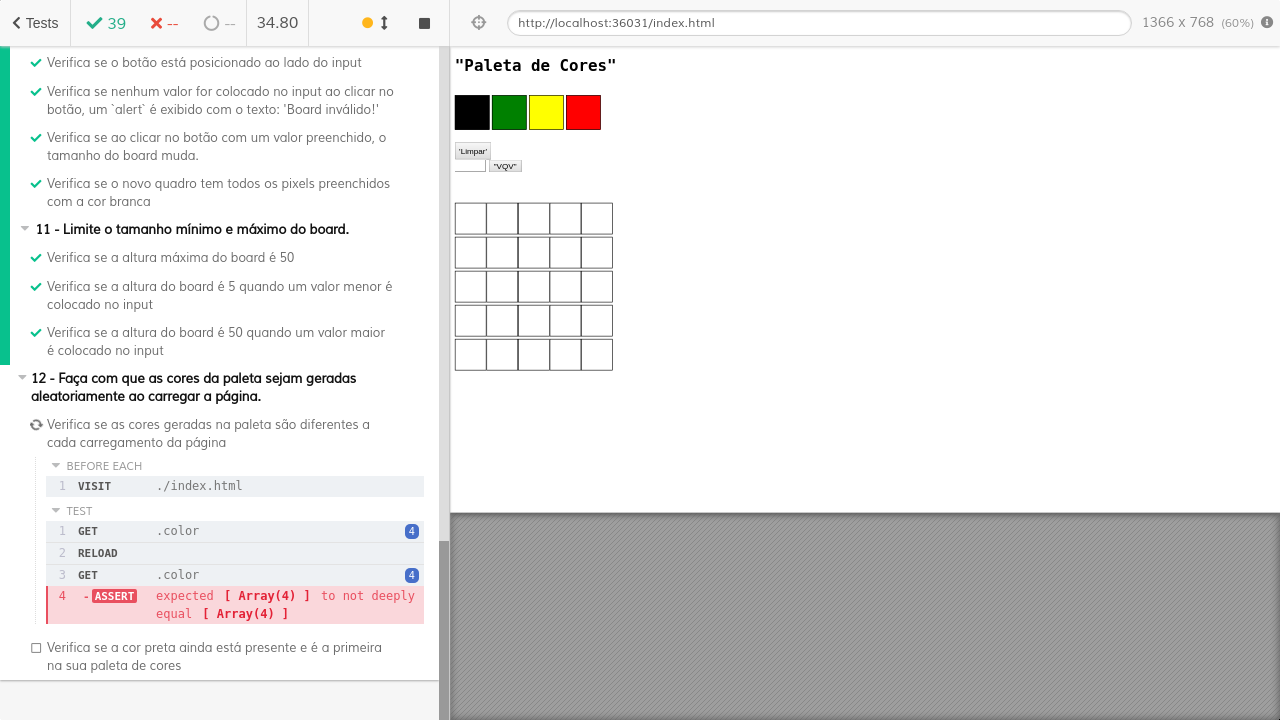 Tests
39
--
--
34.80
http://localhost:36031/index.html
1366 x 768 (60%)
Verifica se o botão está posicionado ao lado do input
Verifica se nenhum valor for colocado no input ao clicar no
botão, um `alert` é exibido com o texto: 'Board inválido!'
Verifica se ao clicar no botão com um valor preenchido, o
tamanho do board muda.
Verifica se o novo quadro tem todos os pixels preenchidos
com a cor branca
11 - Limite o tamanho mínimo e máximo do board.
Verifica se a altura máxima do board é 50
Verifica se a altura do board é 5 quando um valor menor é
colocado no input
Verifica se a altura do board é 50 quando um valor maior
é colocado no input
12 - Faça com que as cores da paleta sejam geradas
aleatoriamente ao carregar a página.
Verifica se as cores geradas na paleta são diferentes a
cada carregamento da página
BEFORE EACH
1 VISIT ./index.html
TEST
1 GET .color 4
2 RELOAD
3 GET .color 4
4 -ASSERT expected [ Array(4) ] to not deeply
equal [ Array(4) ]
Verifica se a cor preta ainda está presente e é a primeira
na sua paleta de cores
"Paleta de Cores"
'Limpar'
"VQV"